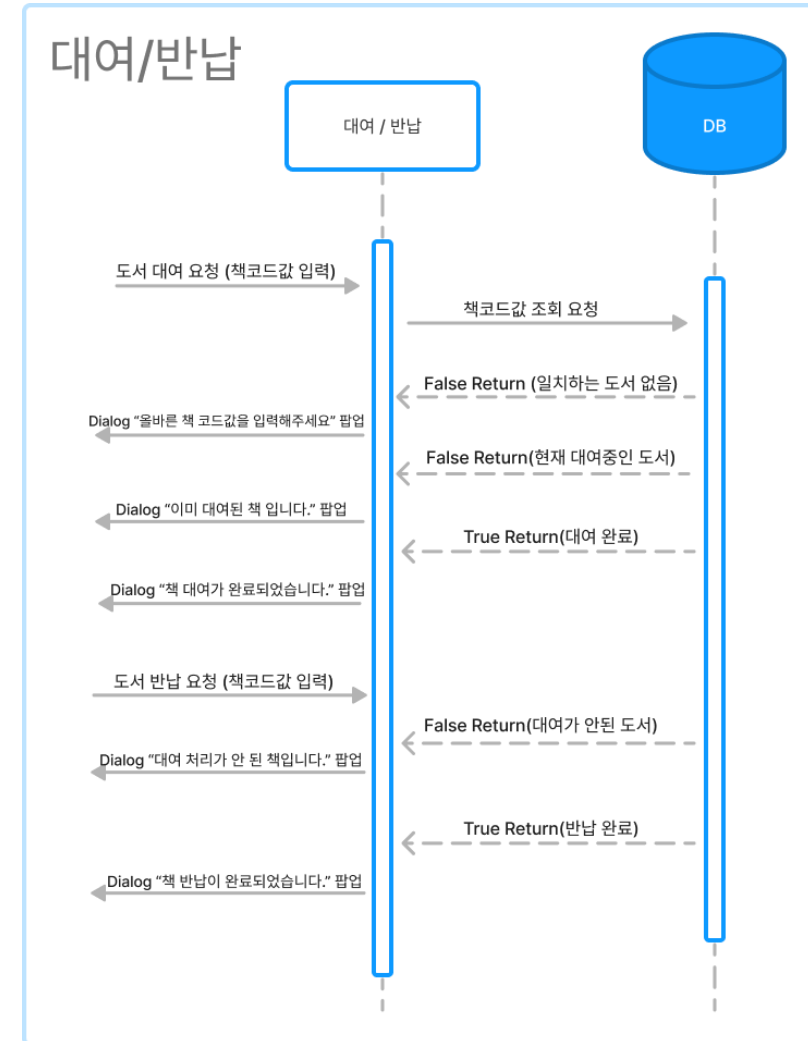 대여/반납
대여 / 반납
DB
도서 대여 요청 (책코드값 입력)
책코드값 조회 요청
False Return (일치하는 도서 없음)
Dialog “올바른 책 코드값을 입력해주세요” 팝업
False Return(현재 대여중인 도서)
Dialog “이미 대여된 책 입니다.” 팝업
True Return(대여 완료)
Dialog “책 대여가 완료되었습니다.” 팝업
도서 반납 요청 (책코드값 입력)
False Return(대여가 안된 도서)
Dialog “대여 처리가 안 된 책입니다.” 팝업
True Return(반납 완료)
Dialog “책 반납이 완료되었습니다.” 팝업